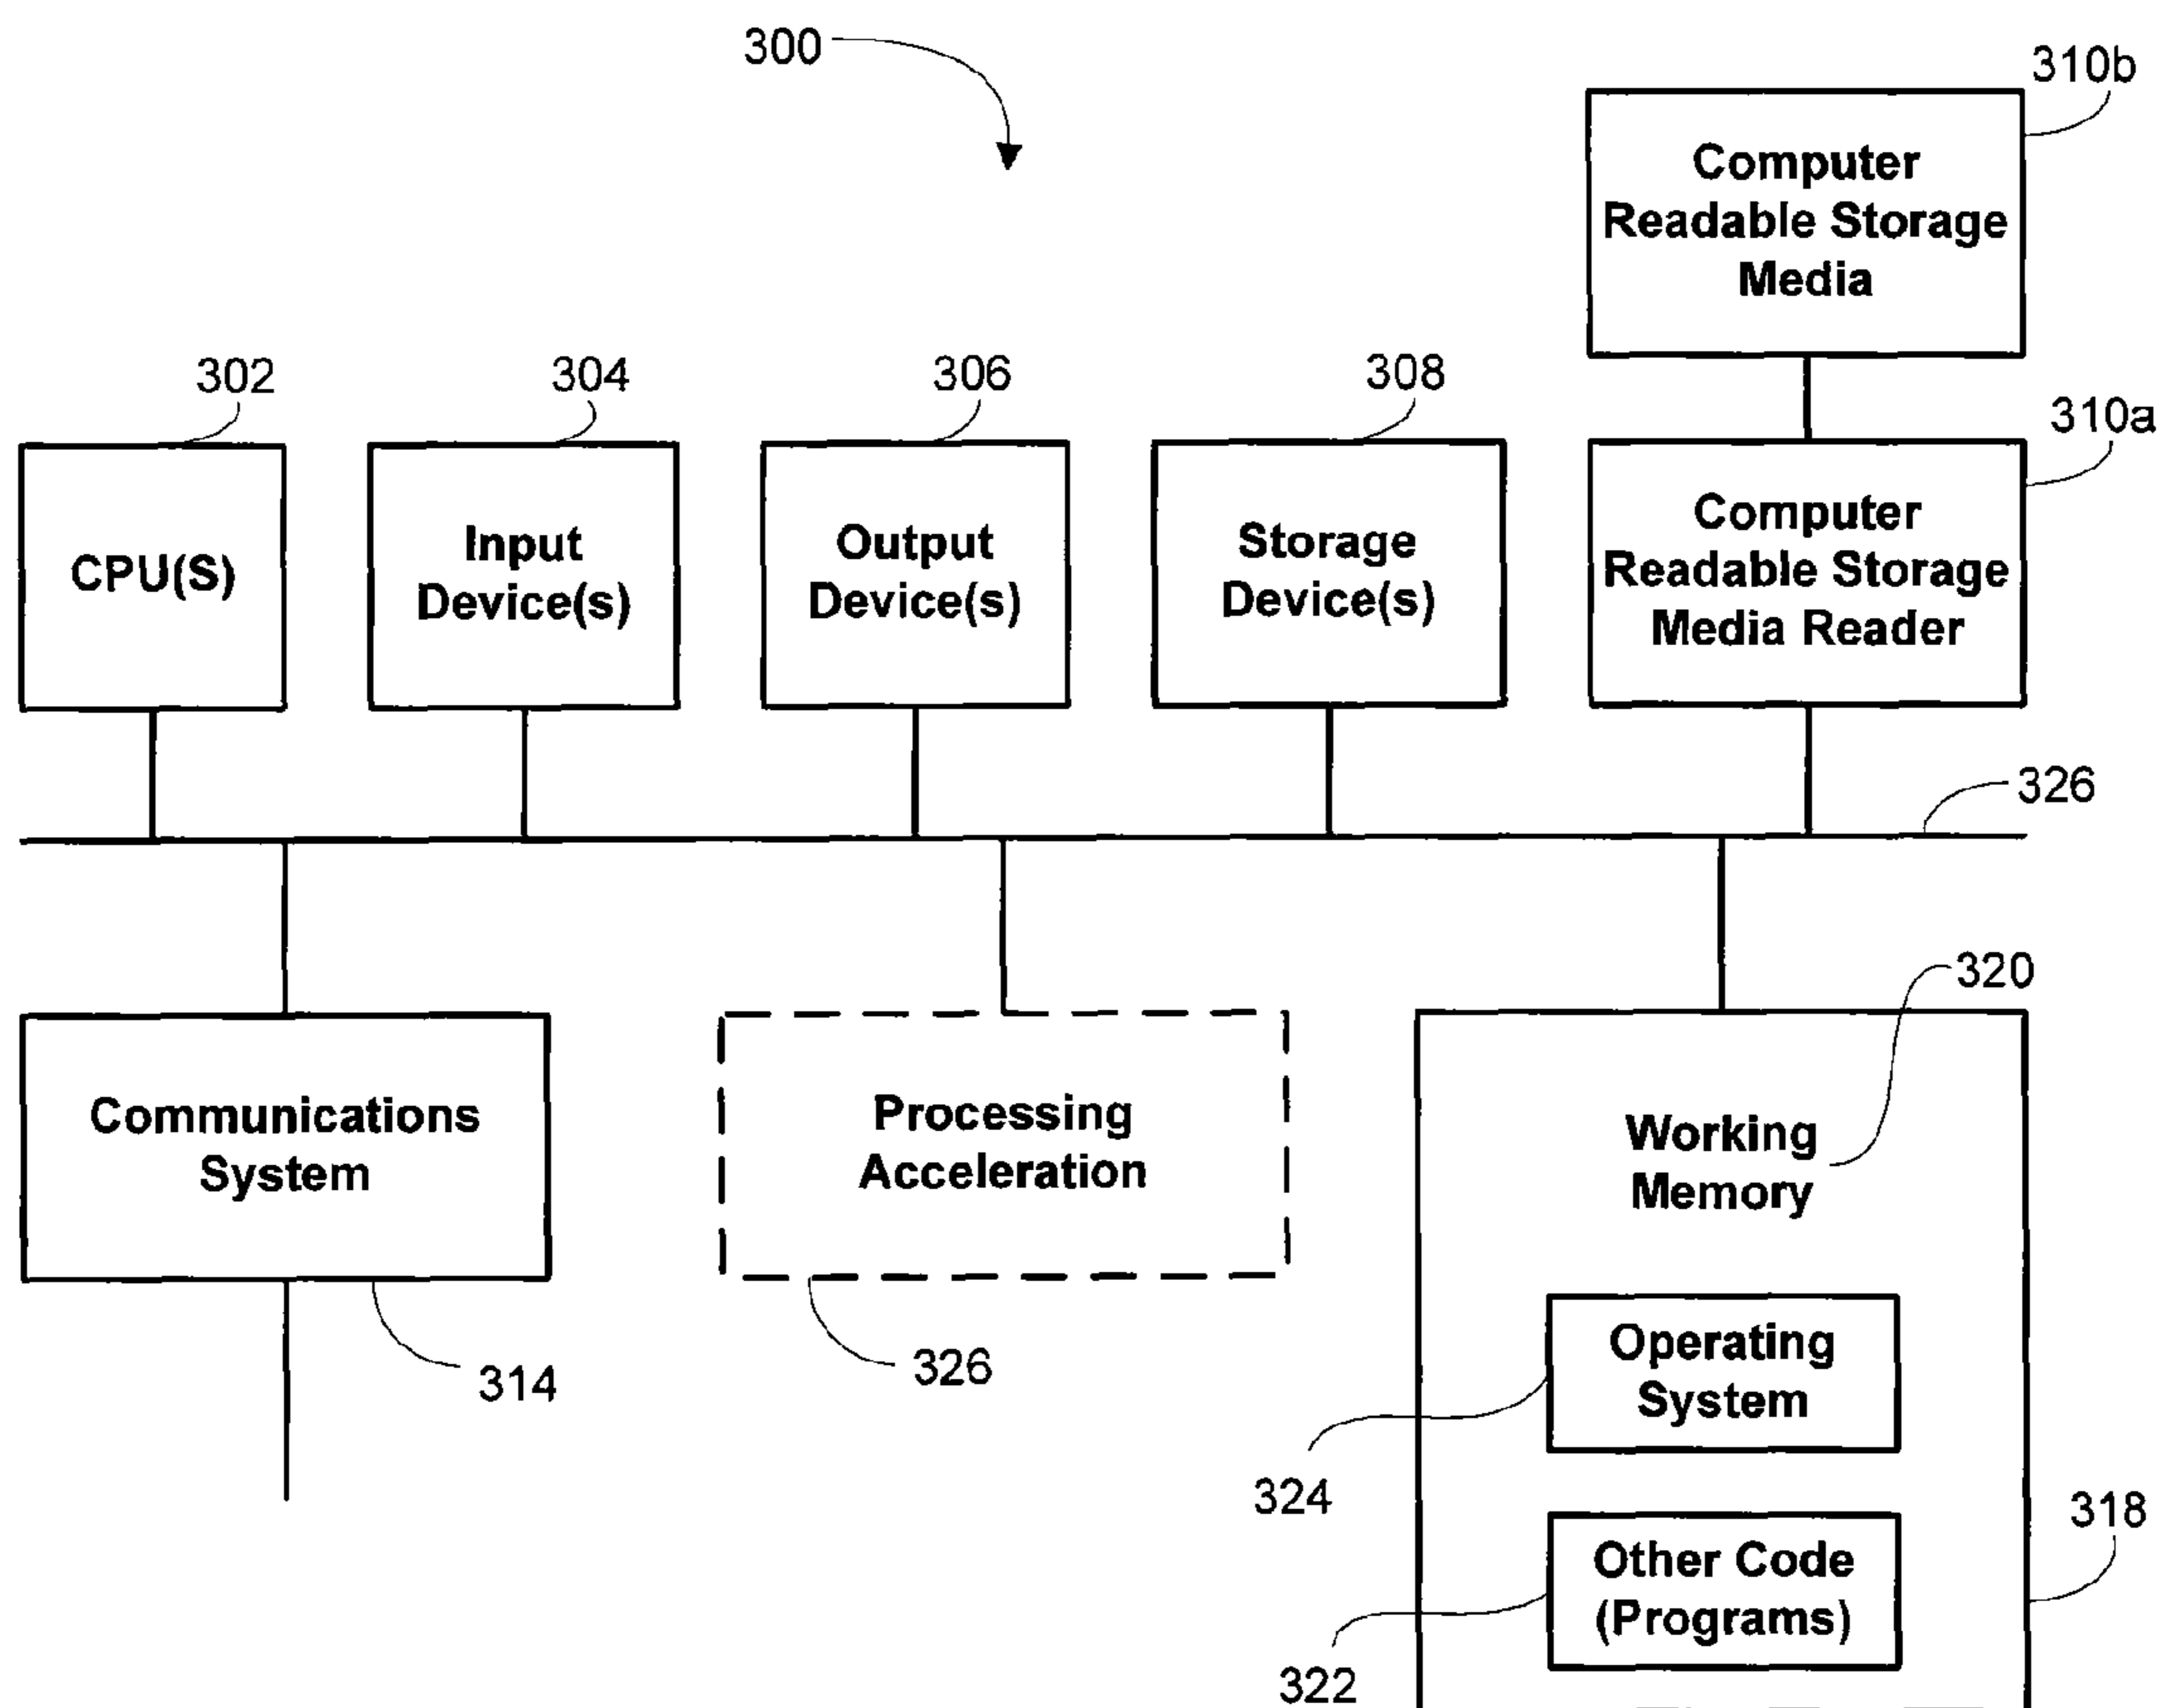 300
310b
Computer
Readable Storage
Media
302
304
306
308
310a
CPU(S)
Input
Device(s)
Output
Device(s)
Storage
Device(s)
Computer
Readable Storage
Media Reader
326
320
Communications
System
Processing
Acceleration
Working
Memory
314
326
Operating
System
324
318
Other Code
(Programs)
322